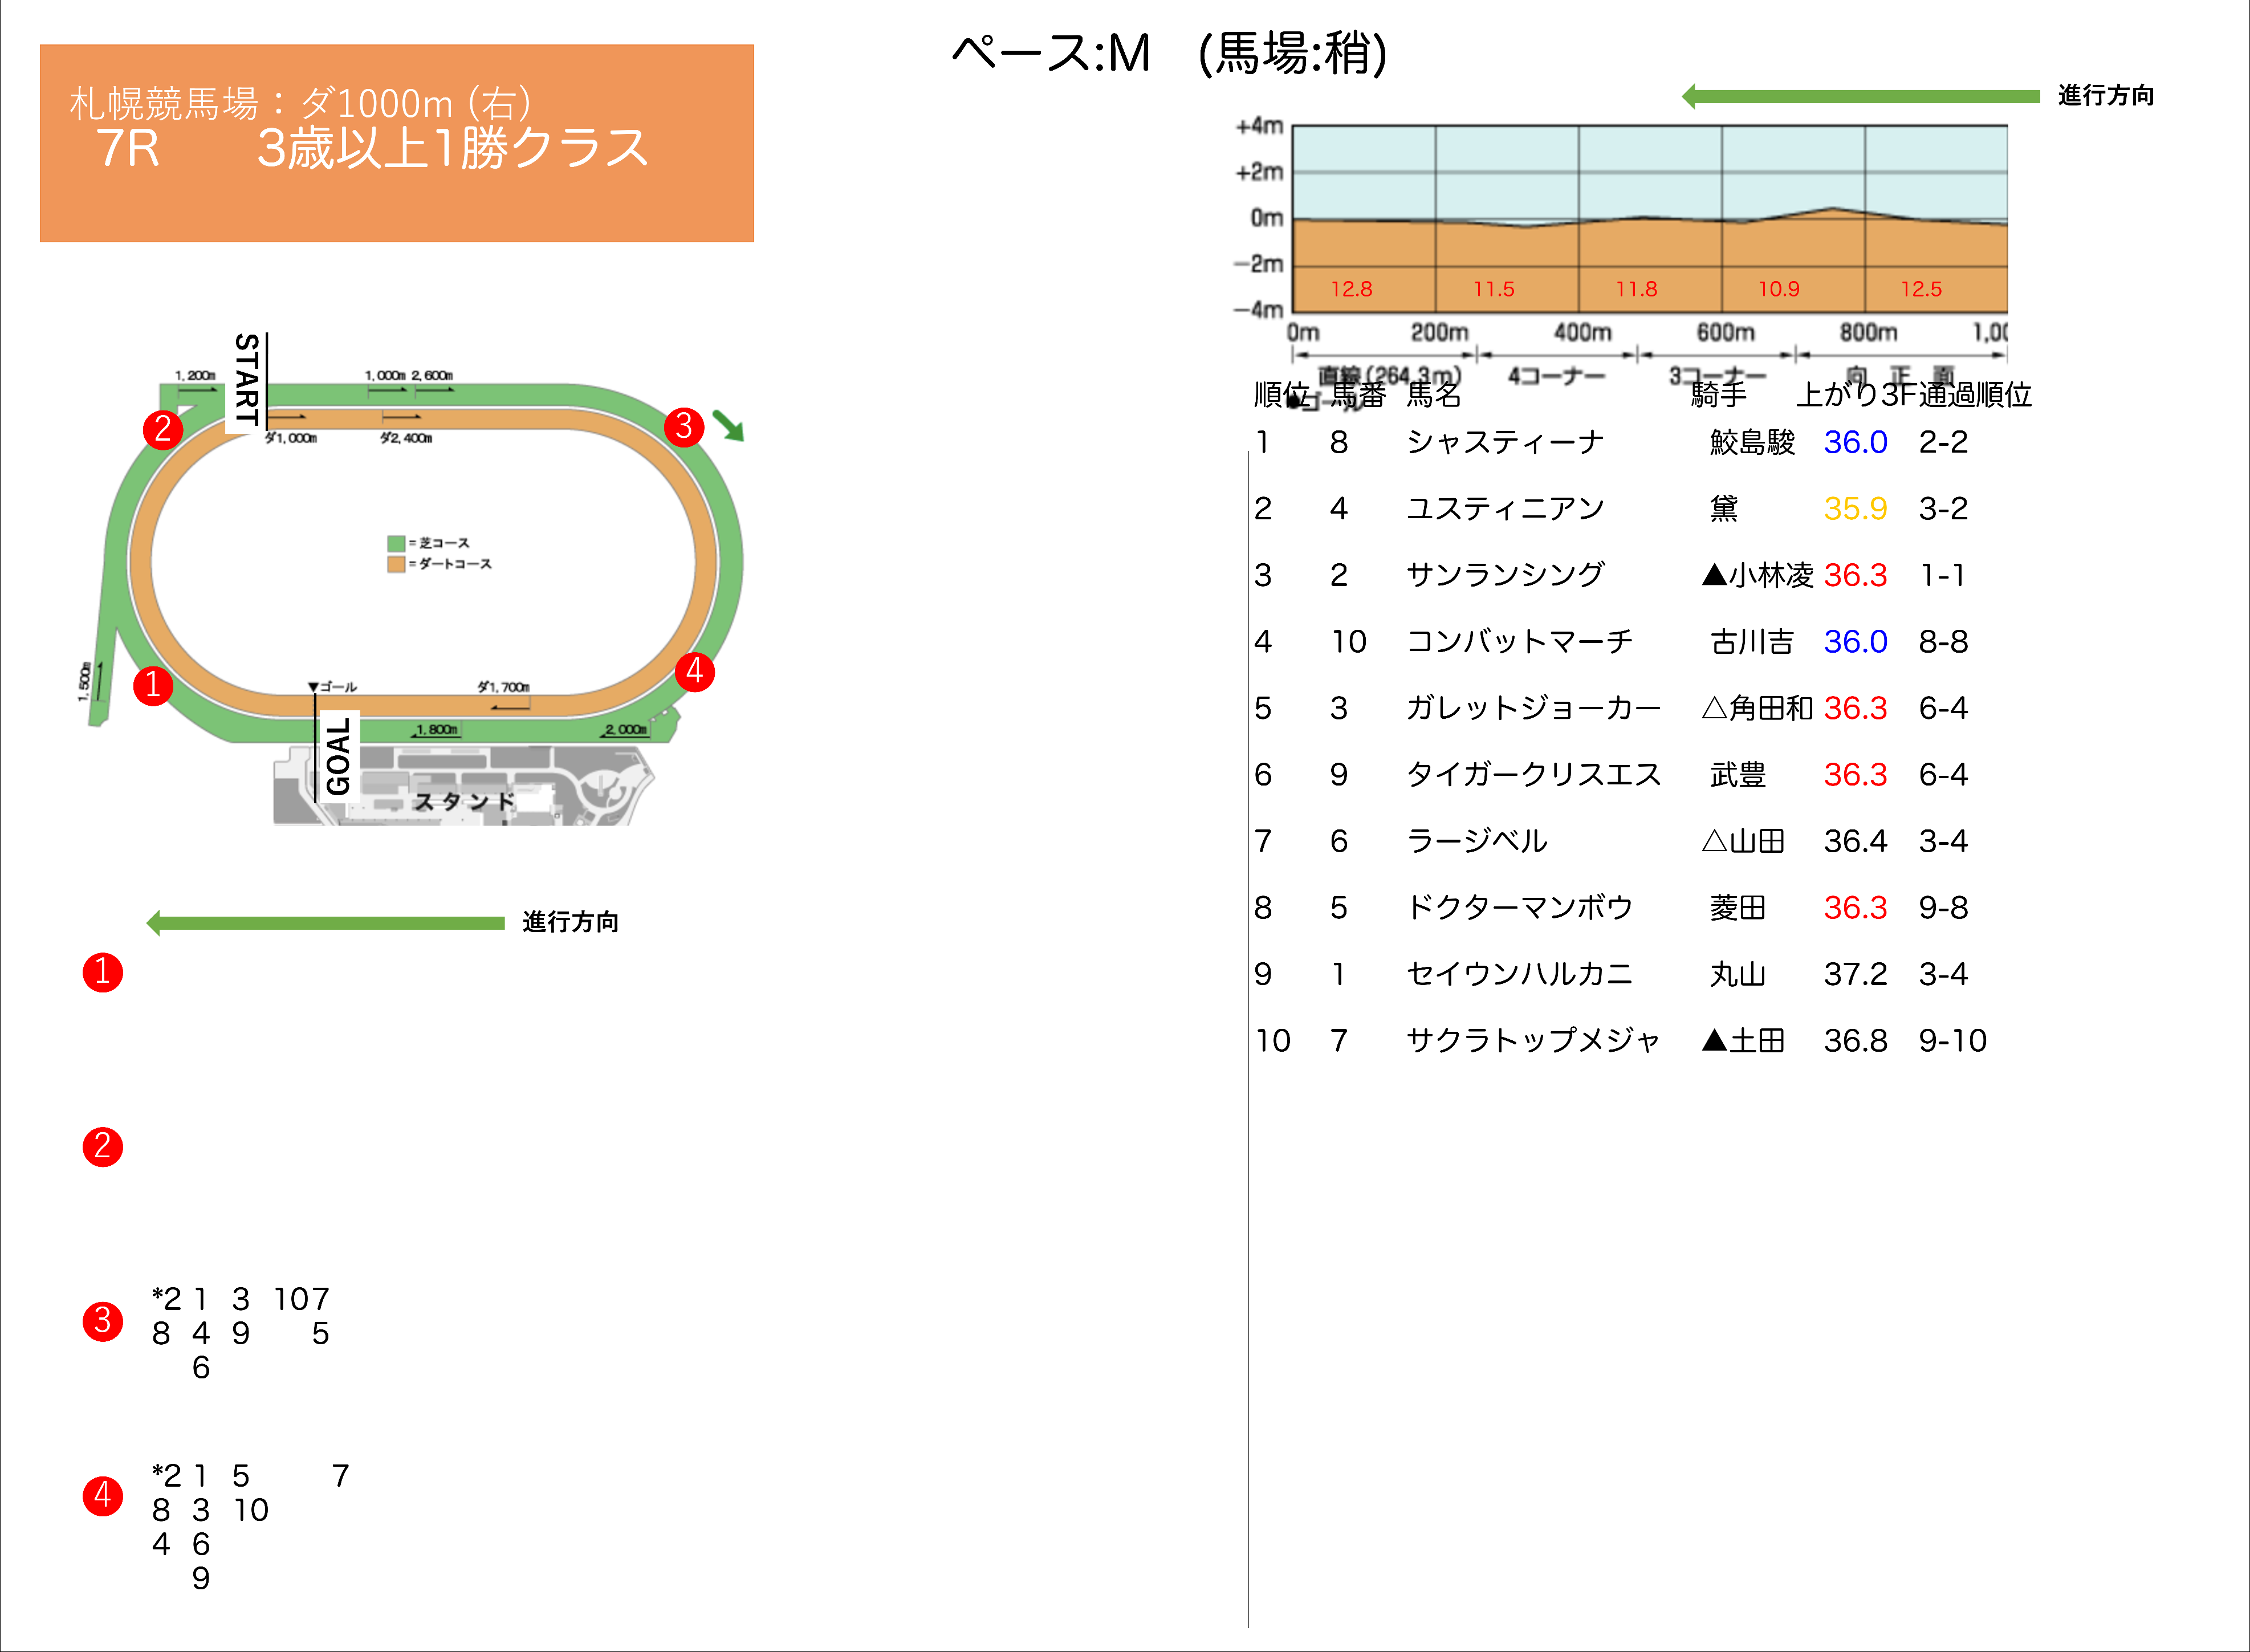 ペース:M (馬場:稍)
札幌競馬場：ダ1000m（右）
7R 3歳以上1勝クラス
進行方向
+4m
+2m
0m
-2m
-4m
12.8 11.5 11.8 10.9 12.5
0m 200m 400m 600m 800m 1,00
直線(264.3m) 4コーナー 3コーナー 向正面
●ゴール
START
GOAL
1,200m
1,000m 2,600m
ダ1,000m
ダ2,400m
2
3
=芝コース
=ダートコース
1
4
1,500m
▼ゴール
ダ1,700m
1,800m
2,000m
スタンド
進行方向
1
2
3
*2 1 3 10 7
8 4 9 5
6
4
*2 1 5 7
8 3 10
4 6
9
順位 馬番 馬名 騎手 上がり3F 通過順位
1 8 シャスティーナ 鮫島駿 36.0 2-2
2 4 ユスティニアン 黛 35.9 3-2
3 2 サンランシング ▲小林凌 36.3 1-1
4 10 コンバットマーチ 古川吉 36.0 8-8
5 3 ガレットジョーカー △角田和 36.3 6-4
6 9 タイガークリスエス 武豊 36.3 6-4
7 6 ラージベル △山田 36.4 3-4
8 5 ドクターマンボウ 菱田 36.3 9-8
9 1 セイウンハルカニ 丸山 37.2 3-4
10 7 サクラトップメジャ ▲土田 36.8 9-10